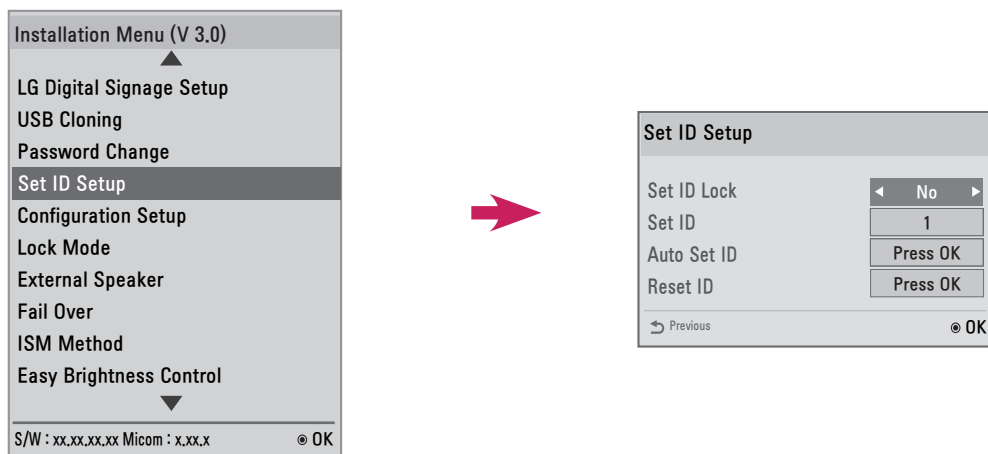 Installation Menu (V 3.0)
LG Digital Signage Setup
USB Cloning
Password Change
Set ID Setup
Configuration Setup
Lock Mode
External Speaker
Fail Over
ISM Method
Easy Brightness Control
S/W : xx.xx.xx.xx Micom : x.xx.x OK
Set ID Setup
Set ID Lock No
Set ID 1
Auto Set ID Press OK
Reset ID Press OK
Previous OK